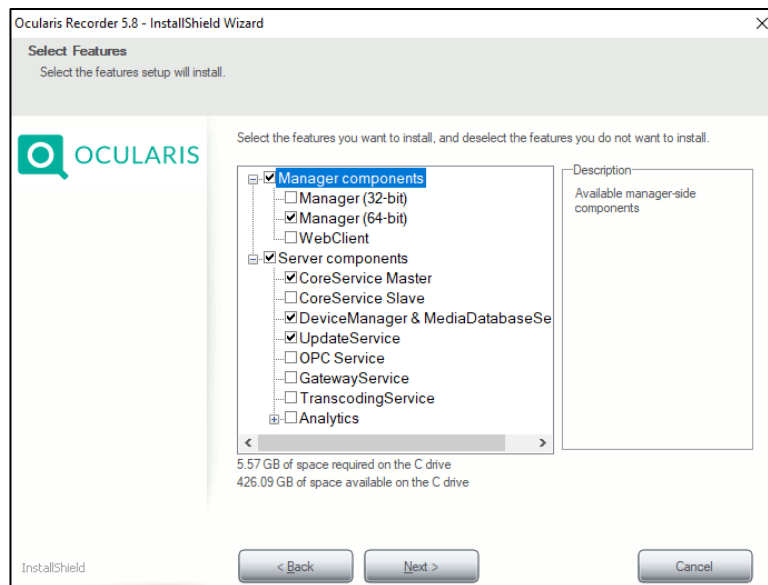 Ocularis Recorder 5.8 - InstallShield Wizard
Select Features
Select the features setup will install.
OCULARIS
Select the features you want to install, and deselect the features you do not want to install.
Manager components
Manager (32-bit)
Manager (64-bit)
WebClient
Server components
CoreService Master
CoreService Slave
DeviceManager & MediaDatabaseSe
UpdateService
OPC Service
GatewayService
TranscodingService
Analytics
Description
Available manager-side
components
5.57 GB of space required on the C drive
426.09 GB of space available on the C drive
InstallShield
< Back
Next >
Cancel